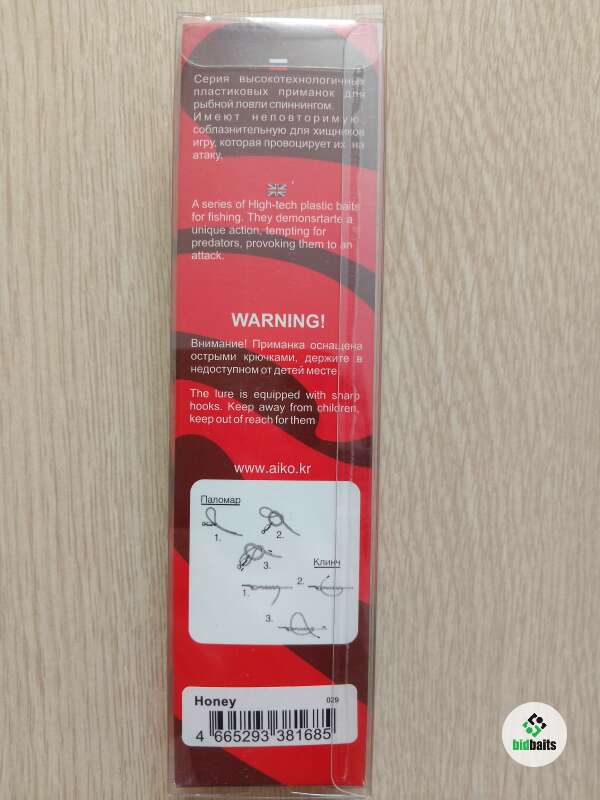 Серия высокотехнологичных
пластиковых приманок для
рыбной ловли спиннингом.
Имеют неповторимую,
соблазнительную для хищников
игру, которая провоцирует их на
атаку.
A series of High-tech plastic baits
for fishing. They demonsrtarte a
unique action, tempting for
predators, provoking them to an
attack.
WARNING!
Внимание! Приманка оснащена
острыми крючками, держите в
недоступном от детей месте
The lure is equipped with sharp
hooks. Keep away from children,
keep out of reach for them
www.aiko.kr
Паломар
1.
2.
3.
Клинч
1.
2.
3.
Honey
029
4 665293 381685
bidbaits